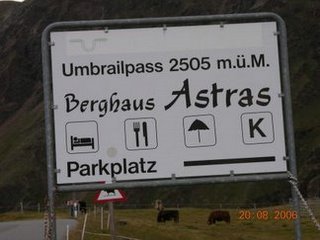 Umbrailpass 2505 m.ü.M.
Berghaus Astras
K
Parkplatz
20.08.2006